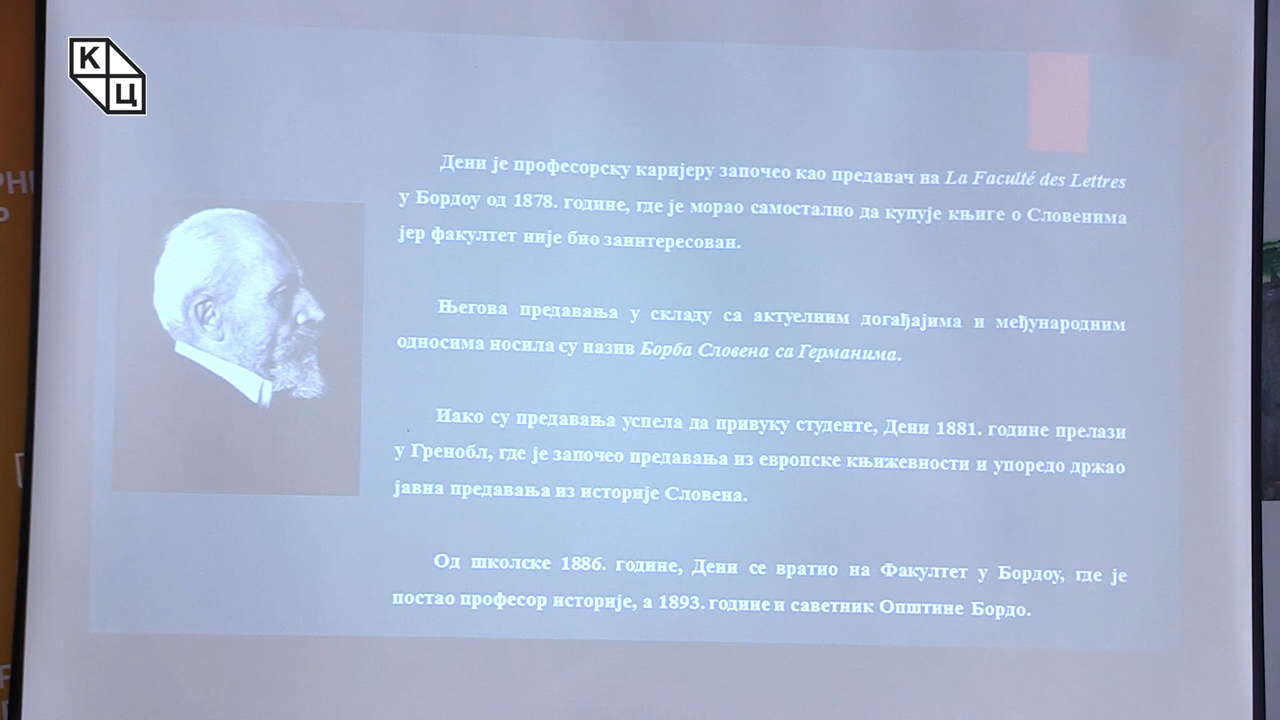 К
Ц
Дени је професорску каријеру започео као предавач на La Faculté des Lettres
у Бордоу од 1878. године, где је морао самостално да купује књиге о Словенима
јер факултет није био заинтересован.
Његова предавања у складу са актуелним догађајима и међународним
односима носила су назив Борба Словена са Германима.
Иако су предавања успела да привуку студенте, Дени 1881. године прелази
у Гренобл, где је започео предавања из европске књижевности и упоредо држао
јавна предавања из историје Словена.
Од школске 1886. године, Дени се вратио на Факултет у Бордоу, где је
постао професор историје, а 1893. године и саветник Општине Бордо.